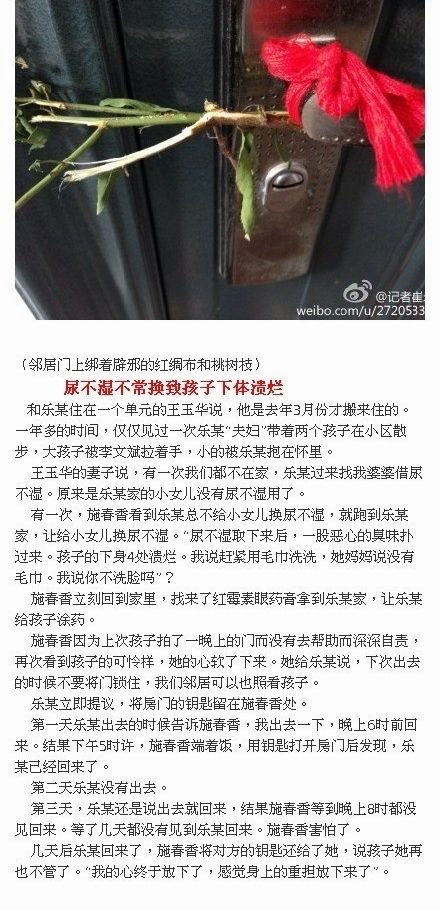 @记者崔
weibo.com/u/2720533
(邻居门上绑着辟邪的红绸布和桃树枝)
尿不湿不常换致孩子下体溃烂
和乐某住在一个单元的王玉华说，他是去年3月份才搬来住的。
一年多的时间，仅仅见过一次乐某“夫妇”带着两个孩子在小区散
步，大孩子被李文斌拉着手，小的被乐某抱在怀里。
王玉华的妻子说，有一次我们都不在家，乐某过来找我婆婆借尿
不湿。原来是乐某家的小女儿没有尿不湿用了。
有一次，施春香看到乐某总不给小女儿换尿不湿，就跑到乐某
家，让给小女儿换尿不湿。“尿不湿取下来后，一股恶心的臭味扑
过来。孩子的下身4处溃烂。我说赶紧用毛巾洗洗，她妈妈说没有
毛巾。我说你不洗脸吗”？
施春香立刻回到家里，找来了红霉素眼药膏拿到乐某家，让乐某
给孩子涂药。
施春香因为上次孩子拍了一晚上的门而没有去帮助而深深自责，
再次看到孩子的可怜样，她的心软了下来。她给乐某说，下次出去
的时候不要将门锁住，我们邻居可以也照看孩子。
乐某立即提议，将房门的钥匙留在施春香处。
第一天乐某出去的时候告诉施春香，我出去一下，晚上6时前回
来。结果下午5时许，施春香端着饭，用钥匙打开房门后发现，乐
某已经回来了。
第二天乐某没有出去。
第三天，乐某还是说出去就回来，结果施春香等到晚上8时都没
见回来。等了几天都没有见到乐某回来。施春香害怕了。
几天后乐某回来了，施春香将对方的钥匙还给了她，说孩子她再
也不管了。“我的心终于放下了，感觉身上的重担放下来了”。